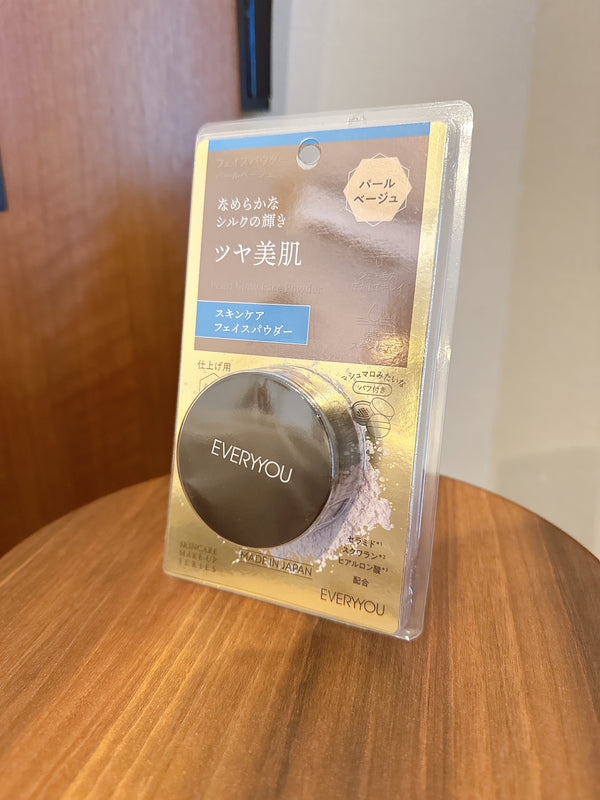 フェイスパウダー
パールベージュ
なめらかな
シルクの輝き
ツヤ美肌
パール
ベージュ
スキンケア
フェイスパウダー
仕上げ用
マシュマロみたいな
パフ付き
EVERYYOU
セラミド*1
スクワラン*2
ヒアルロン酸*3
配合
SKINCARE
MAKE-UP
SERIES
MADE IN JAPAN
EVERYYOU